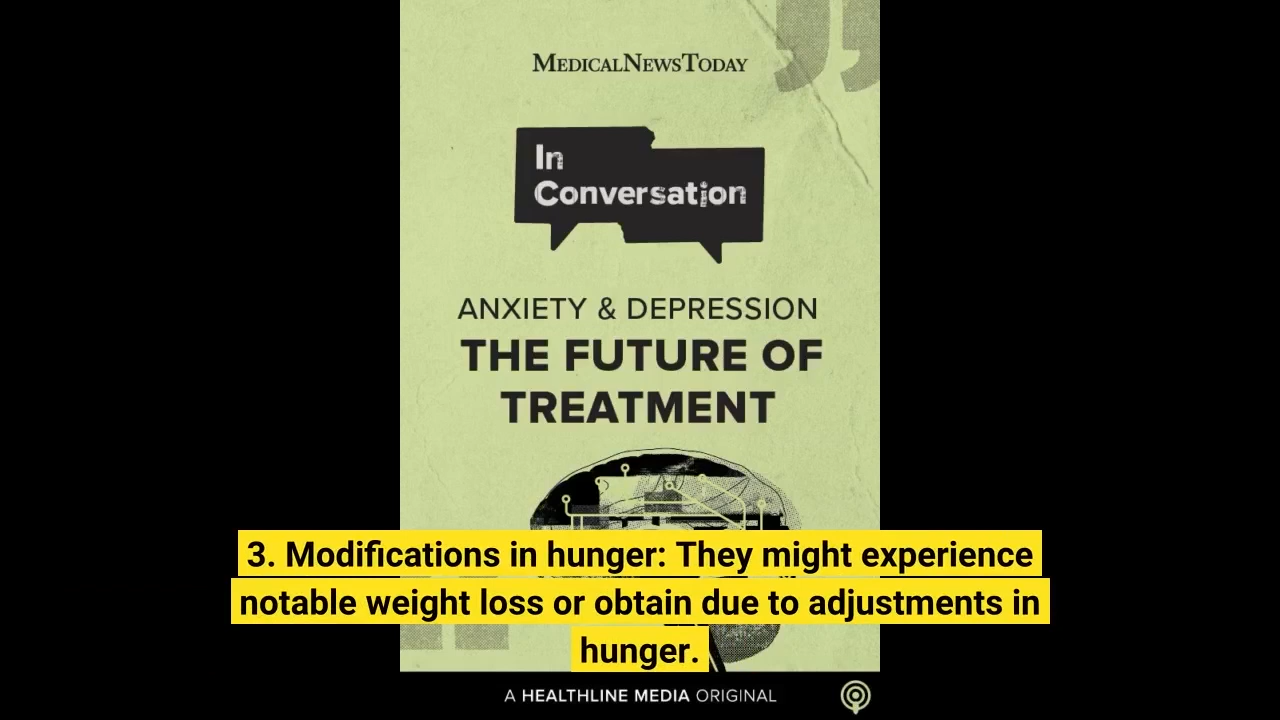 MEDICALNEWSTODAY
In
Conversation
ANXIETY & DEPRESSION
THE FUTURE OF
TREATMENT
3. Modifications in hunger: They might experience
notable weight loss or obtain due to adjustments in
hunger.
A HEALTHLINE MEDIA ORIGINAL